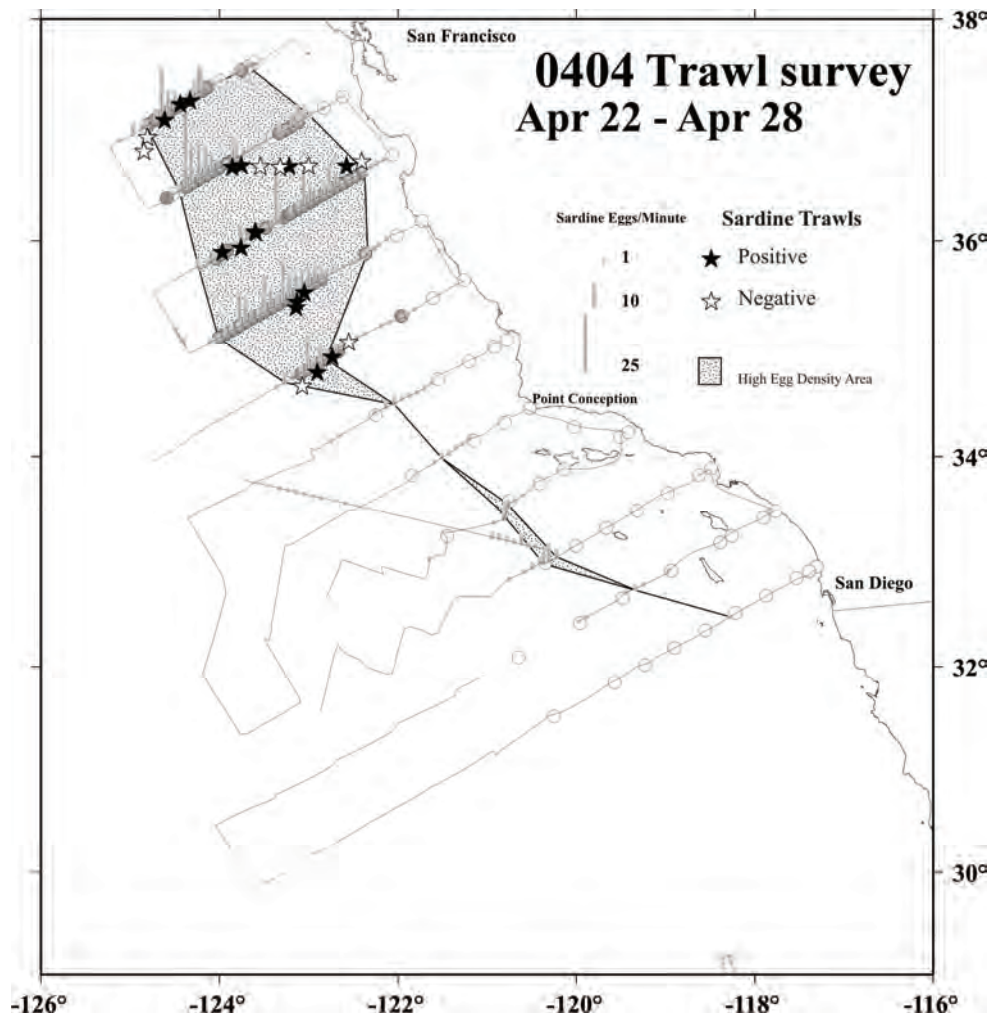 San Francisco
0404 Trawl survey
Apr 22 - Apr 28
Sardine Eggs/Minute
1
10
25
Sardine Trawls
Positive
Negative
High Egg Density Area
Point Conception
San Diego
38°
36°
34°
32°
30°
-126°
-124°
-122°
-120°
-118°
-116°